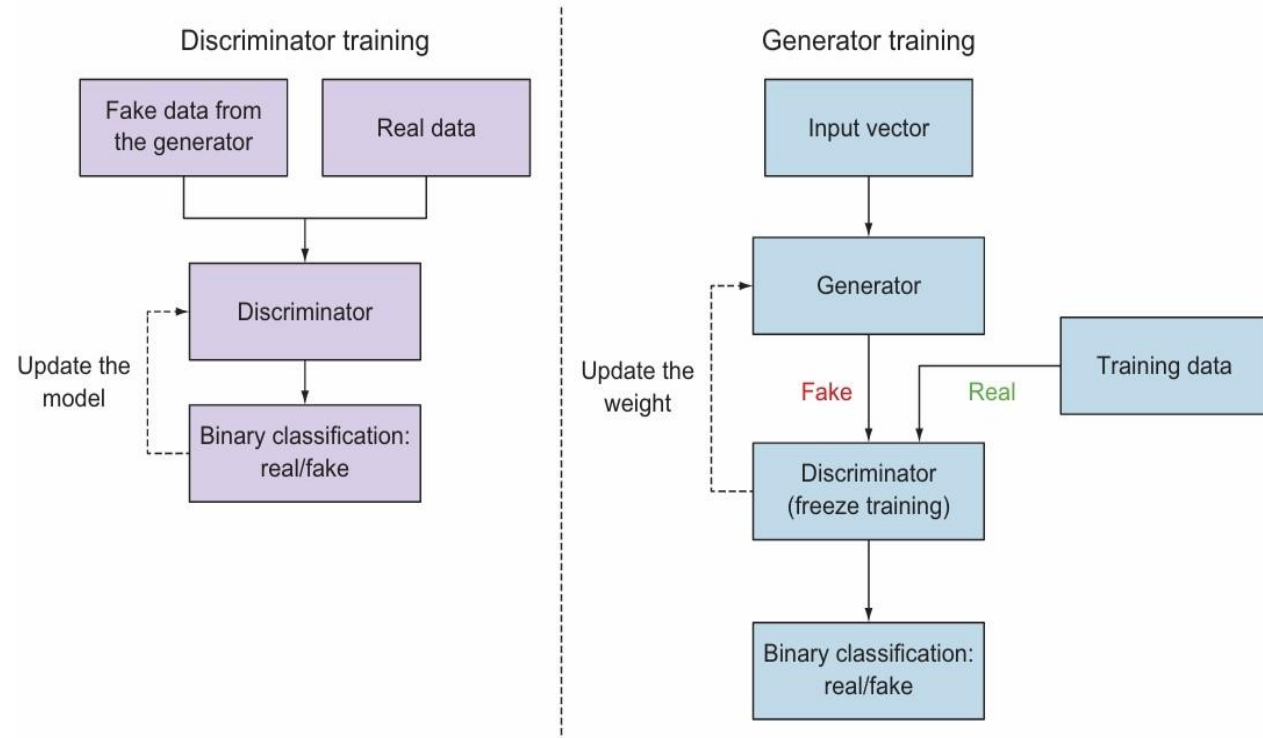 Discriminator training
Fake data from
the generator
Real data
Discriminator
Update the
model
Binary classification:
real/fake
Generator training
Input vector
Generator
Update the
weight
Fake
Real
Training data
Discriminator
(freeze training)
Binary classification:
real/fake